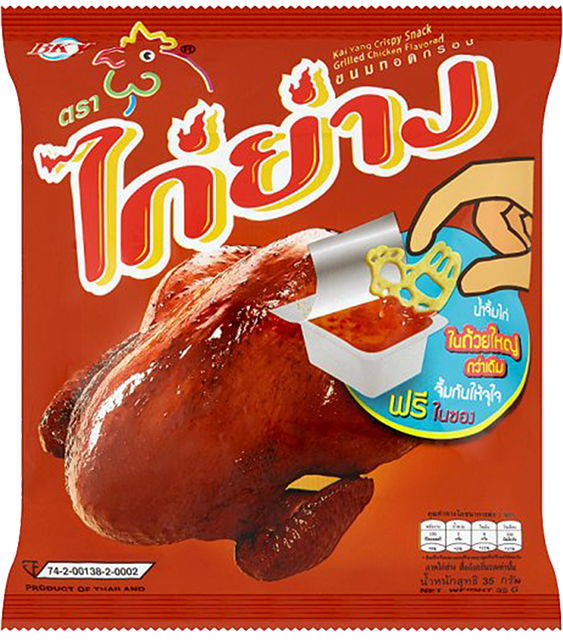 BKY
®
Kai Yang Crispy Snack
Grilled Chicken Flavored
ขนมทอดกรอบ
ตรา
ไก่ย่าง
น้ำจิ้มไก่
ในถ้วยใหญ่
กว่าเดิม
จิ้มกันให้จุใจ
ฟรี ในซอง
74-2-00138-2-0002
PRODUCT OF THAILAND
น้ำหนักสุทธิ 35 กรัม
NET WEIGHT 35 G